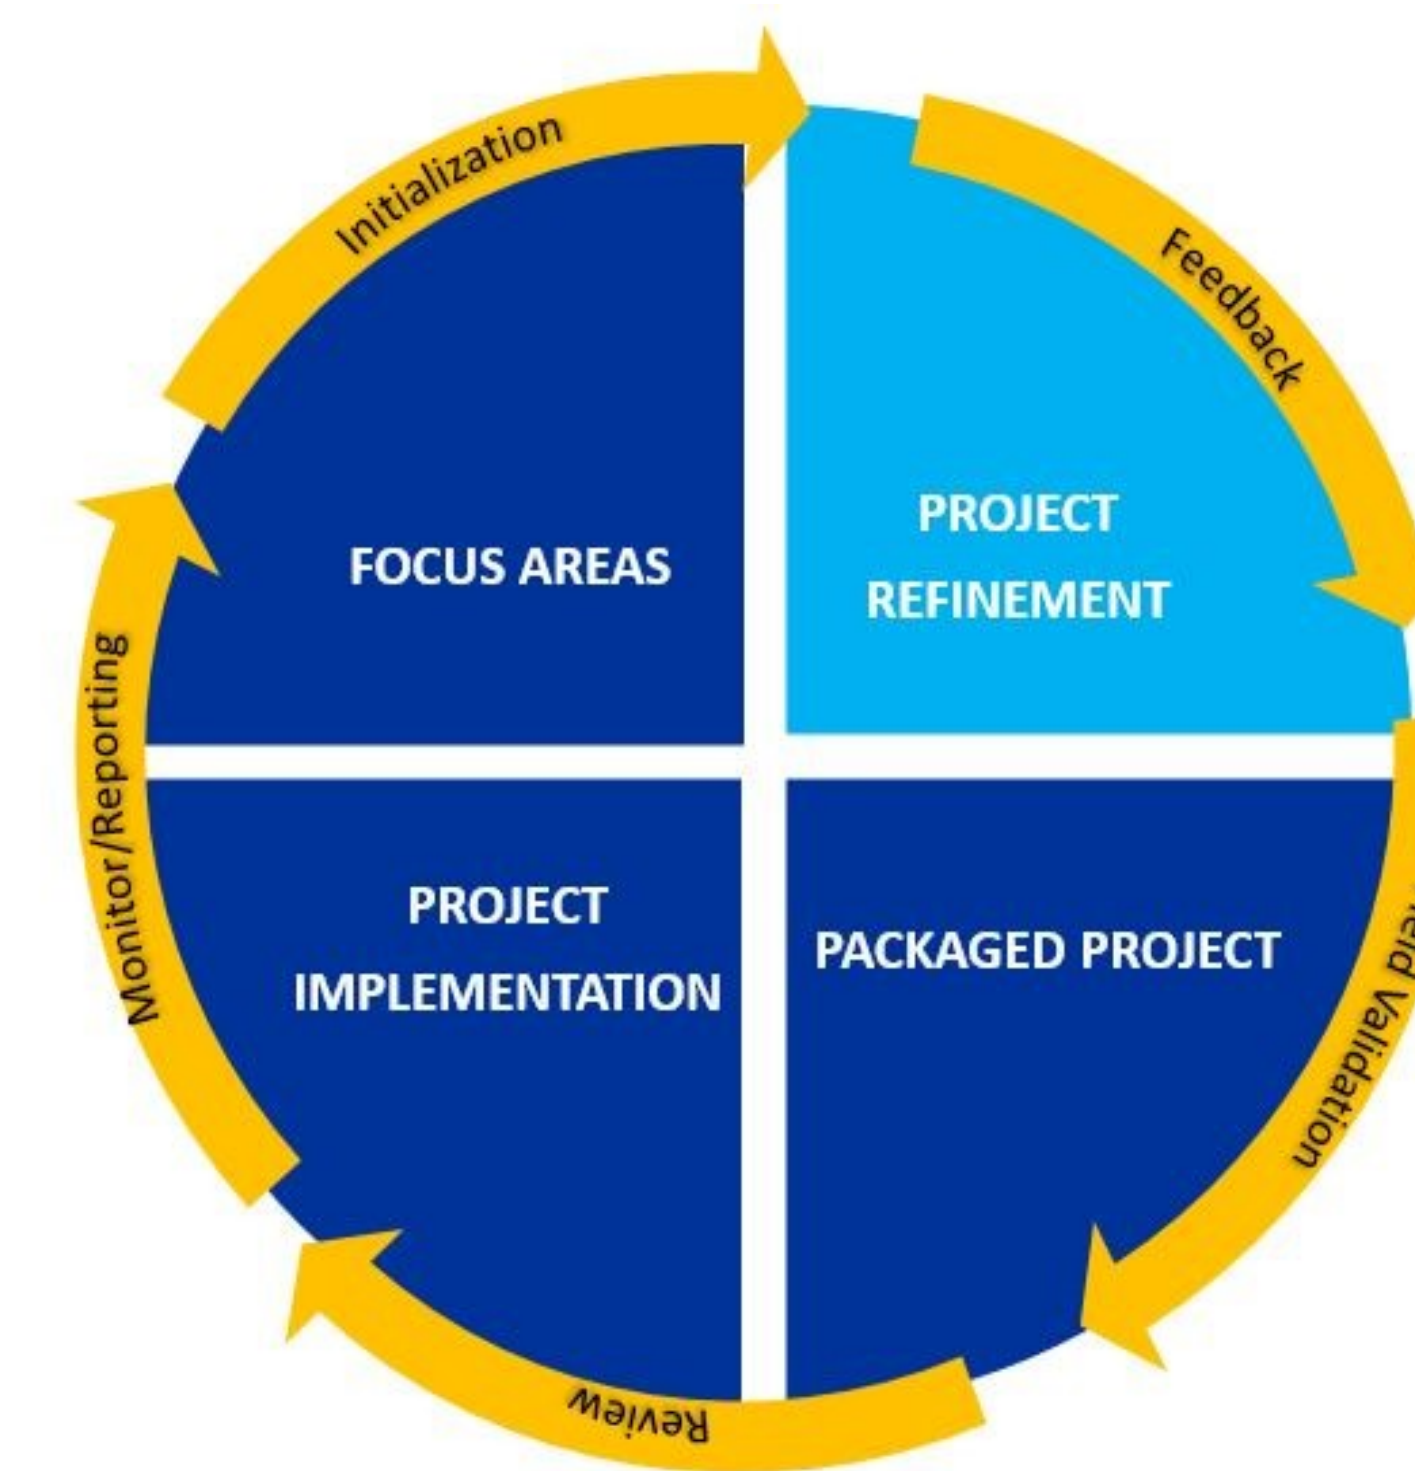 Initialization
Feedback
FOCUS AREAS
PROJECT
REFINEMENT
Monitor/Reporting
PROJECT
IMPLEMENTATION
PACKAGED PROJECT
Validation
Review